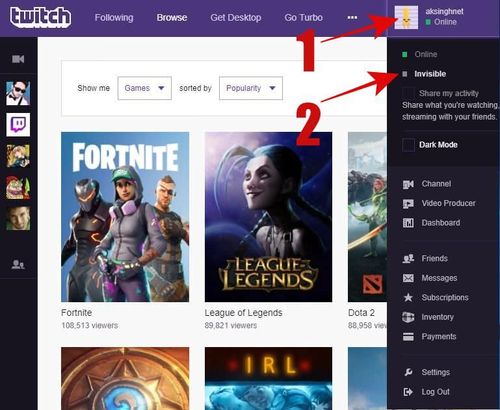 twitch
Following
Browse
Get Desktop
Go Turbo
•••
aksinghnet
Online
1
Online
Invisible
2
Share my activity
Share what you're watching,
streaming with your friends.
Dark Mode
Show me
Games
sorted by
Popularity
FORTNITE
LEAGUE OF
LEGENDS
Fortnite
108,513 viewers
League of Legends
89,821 viewers
Dota 2
88,958 view
IRL
Channel
Video Producer
Dashboard
Friends
Messages
Subscriptions
Inventory
Payments
Settings
Log Out